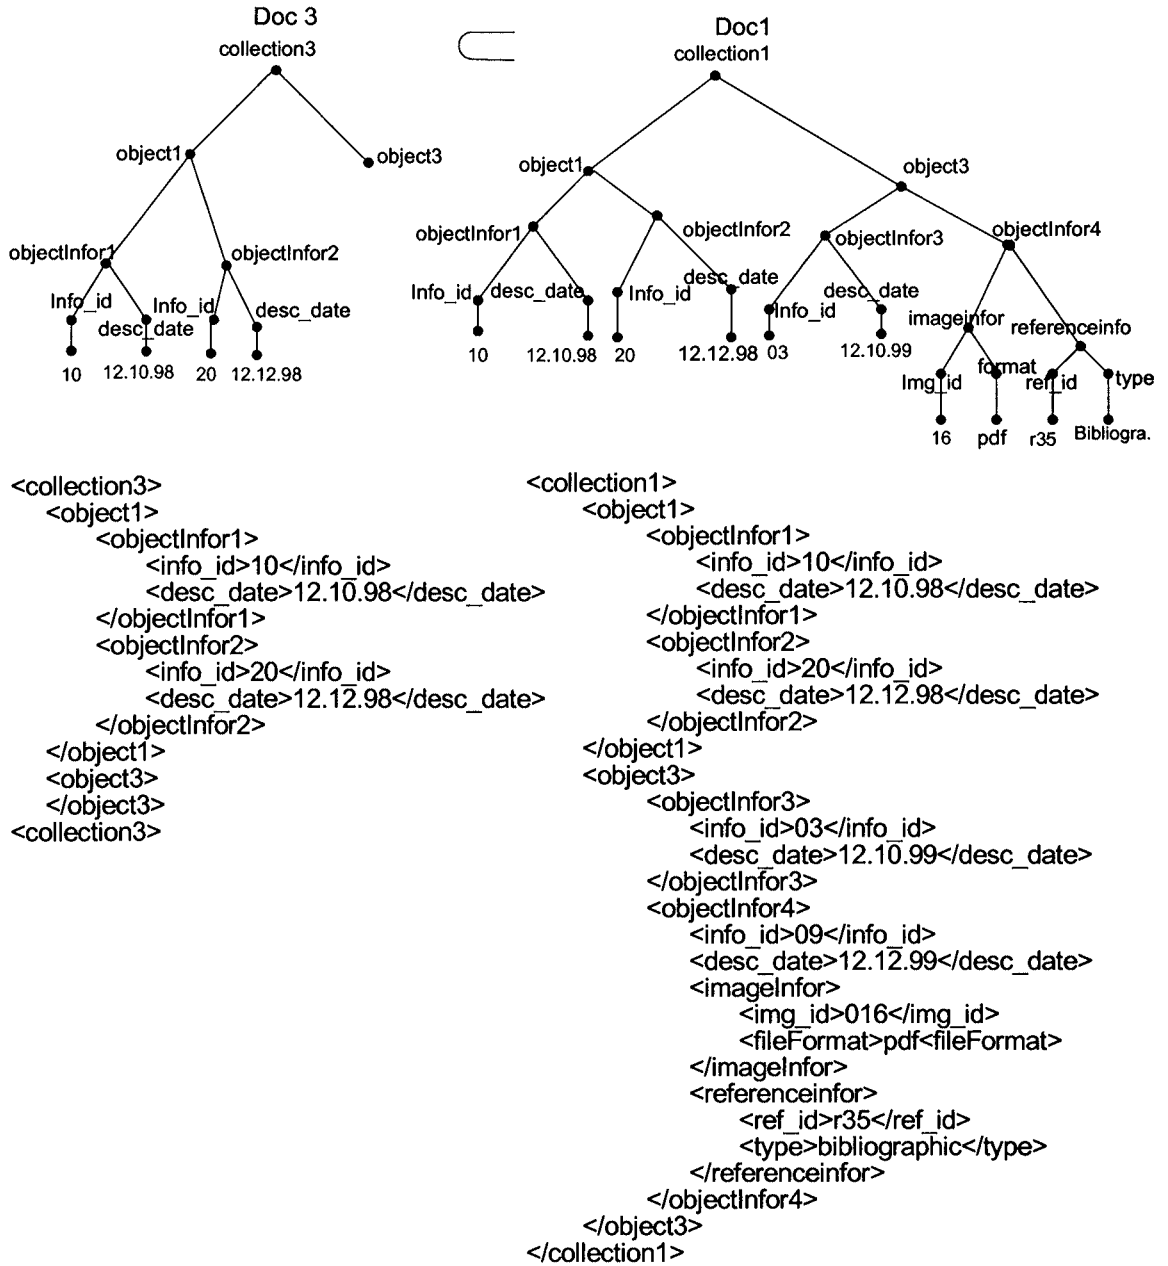 Doc 3
collection3
object1
object3
objectInfor1
objectInfor2
Info_id
desc_date
Info_id
desc_date
10
12.10.98
20
12.12.98
Doc1
collection1
object1
object3
objectInfor1
objectInfor2
objectInfor3
objectInfor4
Info_id
desc_date
Info_id
desc_date
Info_id
desc_date
imageinfor
referenceinfo
10
12.10.98
20
12.12.98
03
12.10.99
Img_id
format
ref_id
type
16
pdf
r35
Bibliogra.
<collection3>
<object1>
<objectInfor1>
<info_id>10</info_id>
<desc_date>12.10.98</desc_date>
</objectInfor1>
<objectInfor2>
<info_id>20</info_id>
<desc_date>12.12.98</desc_date>
</objectInfor2>
</object1>
<object3>
</object3>
<collection3>
<collection1>
<object1>
<objectInfor1>
<info_id>10</info_id>
<desc_date>12.10.98</desc_date>
</objectInfor1>
<objectInfor2>
<info_id>20</info_id>
<desc_date>12.12.98</desc_date>
</objectInfor2>
</object1>
<object3>
<objectInfor3>
<info_id>03</info_id>
<desc_date>12.10.99</desc_date>
</objectInfor3>
<objectInfor4>
<info_id>09</info_id>
<desc_date>12.12.99</desc_date>
<imageInfor>
<img_id>016</img_id>
<fileFormat>pdf<fileFormat>
</imageInfor>
<referenceinfor>
<ref_id>r35</ref_id>
<type>bibliographic</type>
</referenceinfor>
</objectInfor4>
</object3>
</collection1>